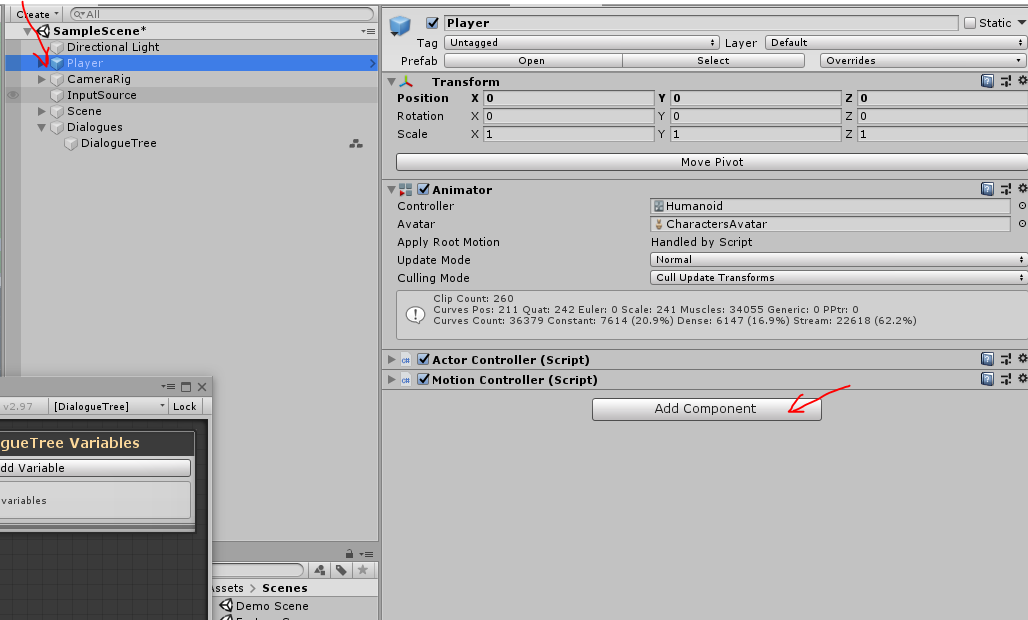 Create
All
SampleScene*
Directional Light
Player
CameraRig
InputSource
Scene
Dialogues
DialogueTree
Player
Static
Tag Untagged Layer Default
Prefab Open Select Overrides
Transform
Position X 0 Y 0 Z 0
Rotation X 0 Y 0 Z 0
Scale X 1 Y 1 Z 1
Move Pivot
Animator
Controller Humanoid
Avatar CharactersAvatar
Apply Root Motion Handled by Script
Update Mode Normal
Culling Mode Cull Update Transforms
Clip Count: 260
Curves Pos: 211 Quat: 242 Euler: 0 Scale: 241 Muscles: 34055 Generic: 0 PPtr: 0
Curves Count: 36379 Constant: 7614 (20.9%) Dense: 6147 (16.9%) Stream: 22618 (62.2%)
Actor Controller (Script)
Motion Controller (Script)
Add Component
v2.97 [DialogueTree] Lock
gueTree Variables
dd Variable
variables
Assets > Scenes
Demo Scene